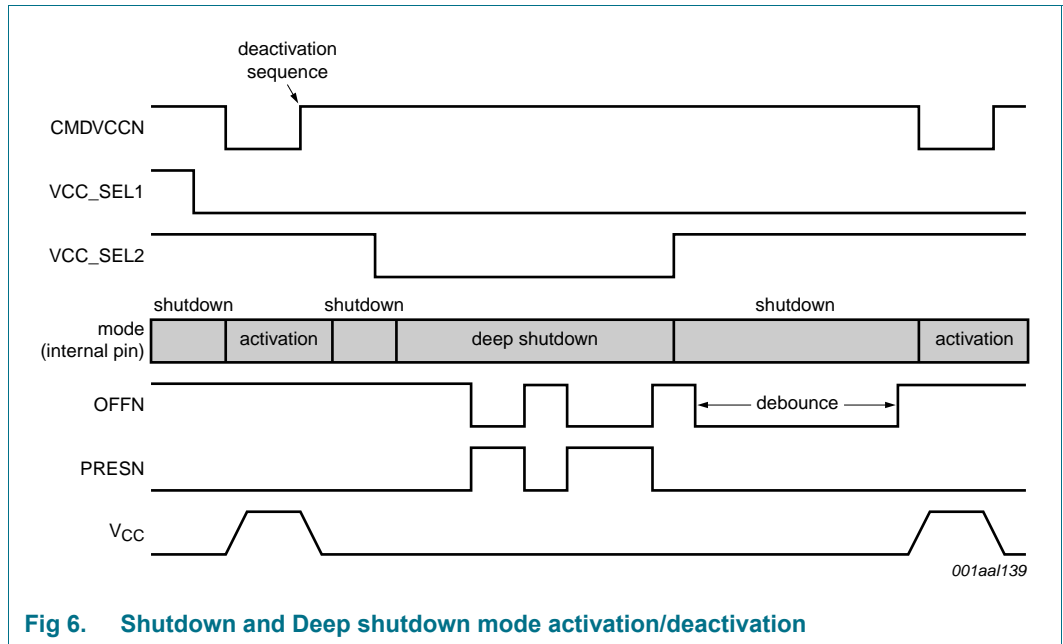 deactivation
sequence
CMDVCCN
VCC_SEL1
VCC_SEL2
shutdown shutdown shutdown
mode
(internal pin)
activation deep shutdown activation
OFFN
debounce
PRESN
VCC
001aal139
Fig 6. Shutdown and Deep shutdown mode activation/deactivation